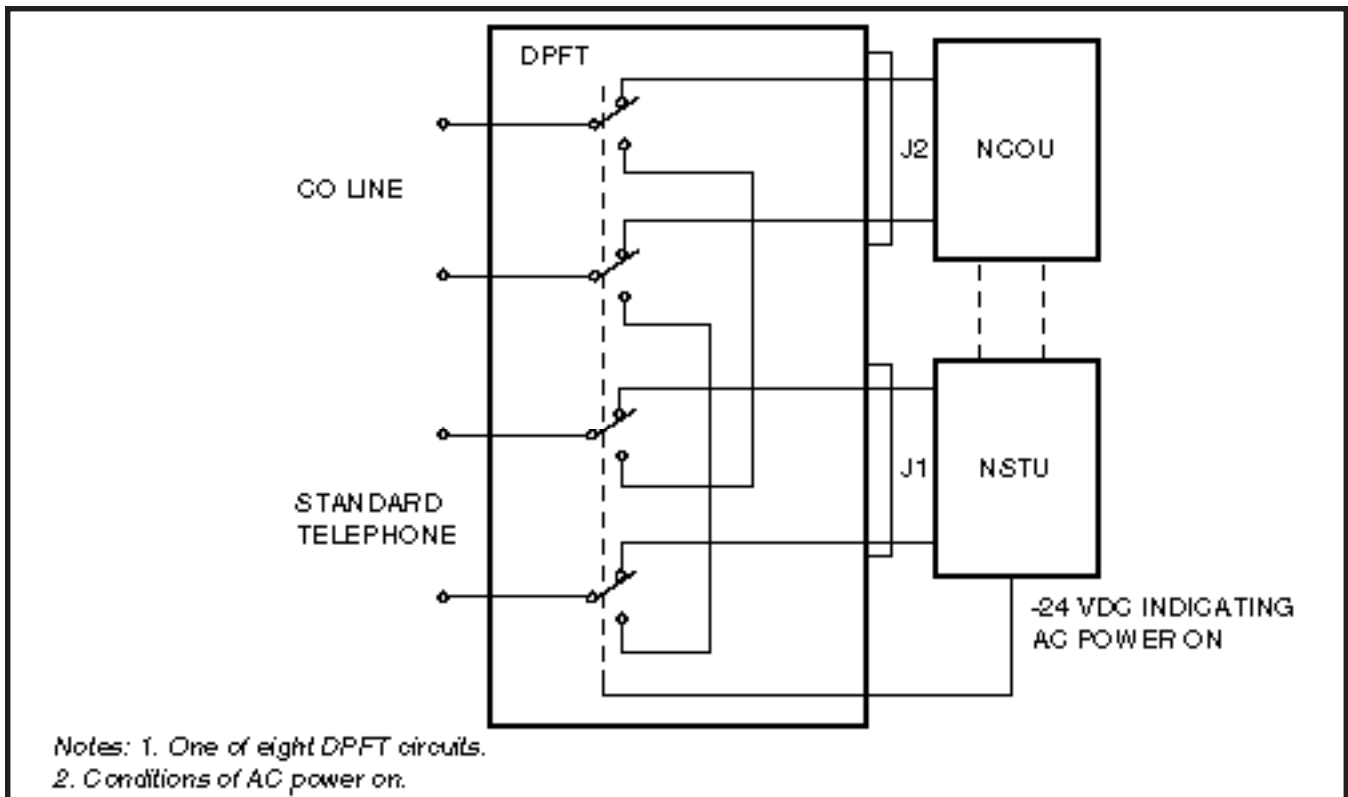 DPFT
J2
NCOU
CO LINE
J1
NSTU
STANDARD
TELEPHONE
-24 VDC INDICATING
AC POWER ON
Notes: 1. One of eight DPFT circuits.
2. Conditions of AC power on.